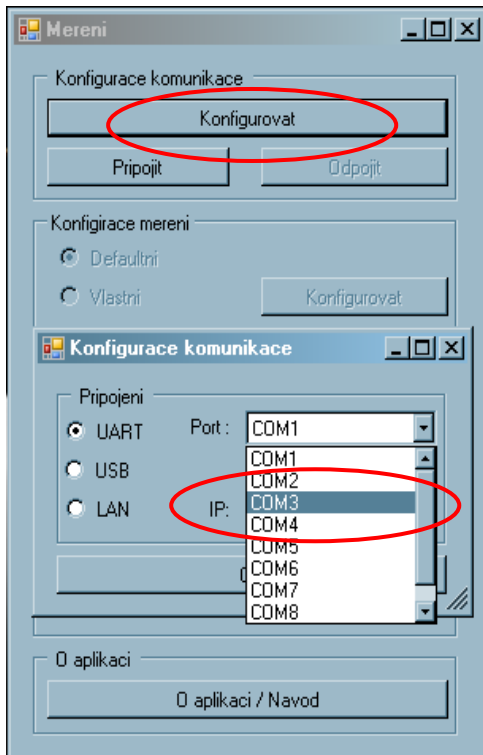 Mereni
Konfigurace komunikace
Konfigurovat
Pripojit Odpojit
Konfigirace mereni
Defaultni
Vlastni Konfigurovat
Konfigurace komunikace
Pripojeni
UART Port : COM1
USB
LAN IP:
COM1
COM2
COM3
COM4
COM5
COM6
COM7
COM8
O aplikaci
O aplikaci / Navod